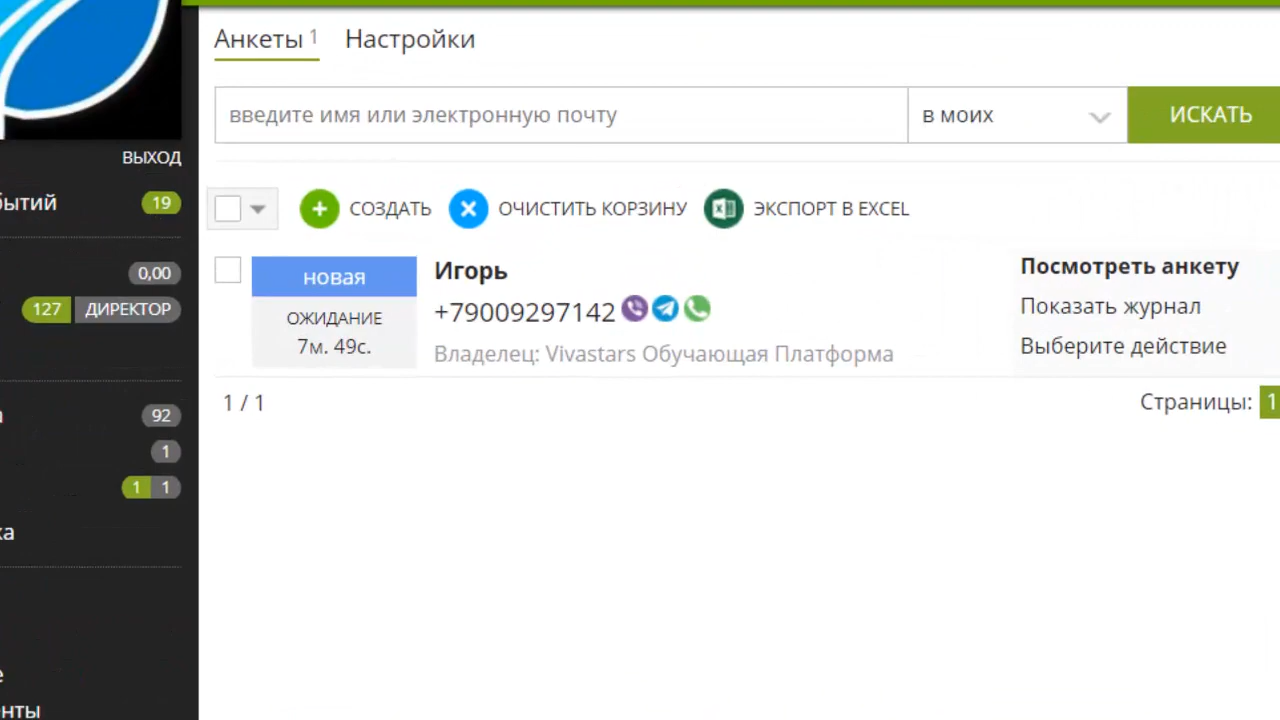 Анкеты 1 Настройки
введите имя или электронную почту в моих ИСКАТЬ
ВЫХОД
бытий 19
СОЗДАТЬ ОЧИСТИТЬ КОРЗИНУ ЭКСПОРТ В EXCEL
0,00
127 ДИРЕКТОР
новая
ОЖИДАНИЕ
7м. 49с.
Игорь
+79009297142
Владелец: Vivastars Обучающая Платформа
Посмотреть анкету
Показать журнал
Выберите действие
1 / 1 Страницы: 1
92
1
1 1
ка
е
нты